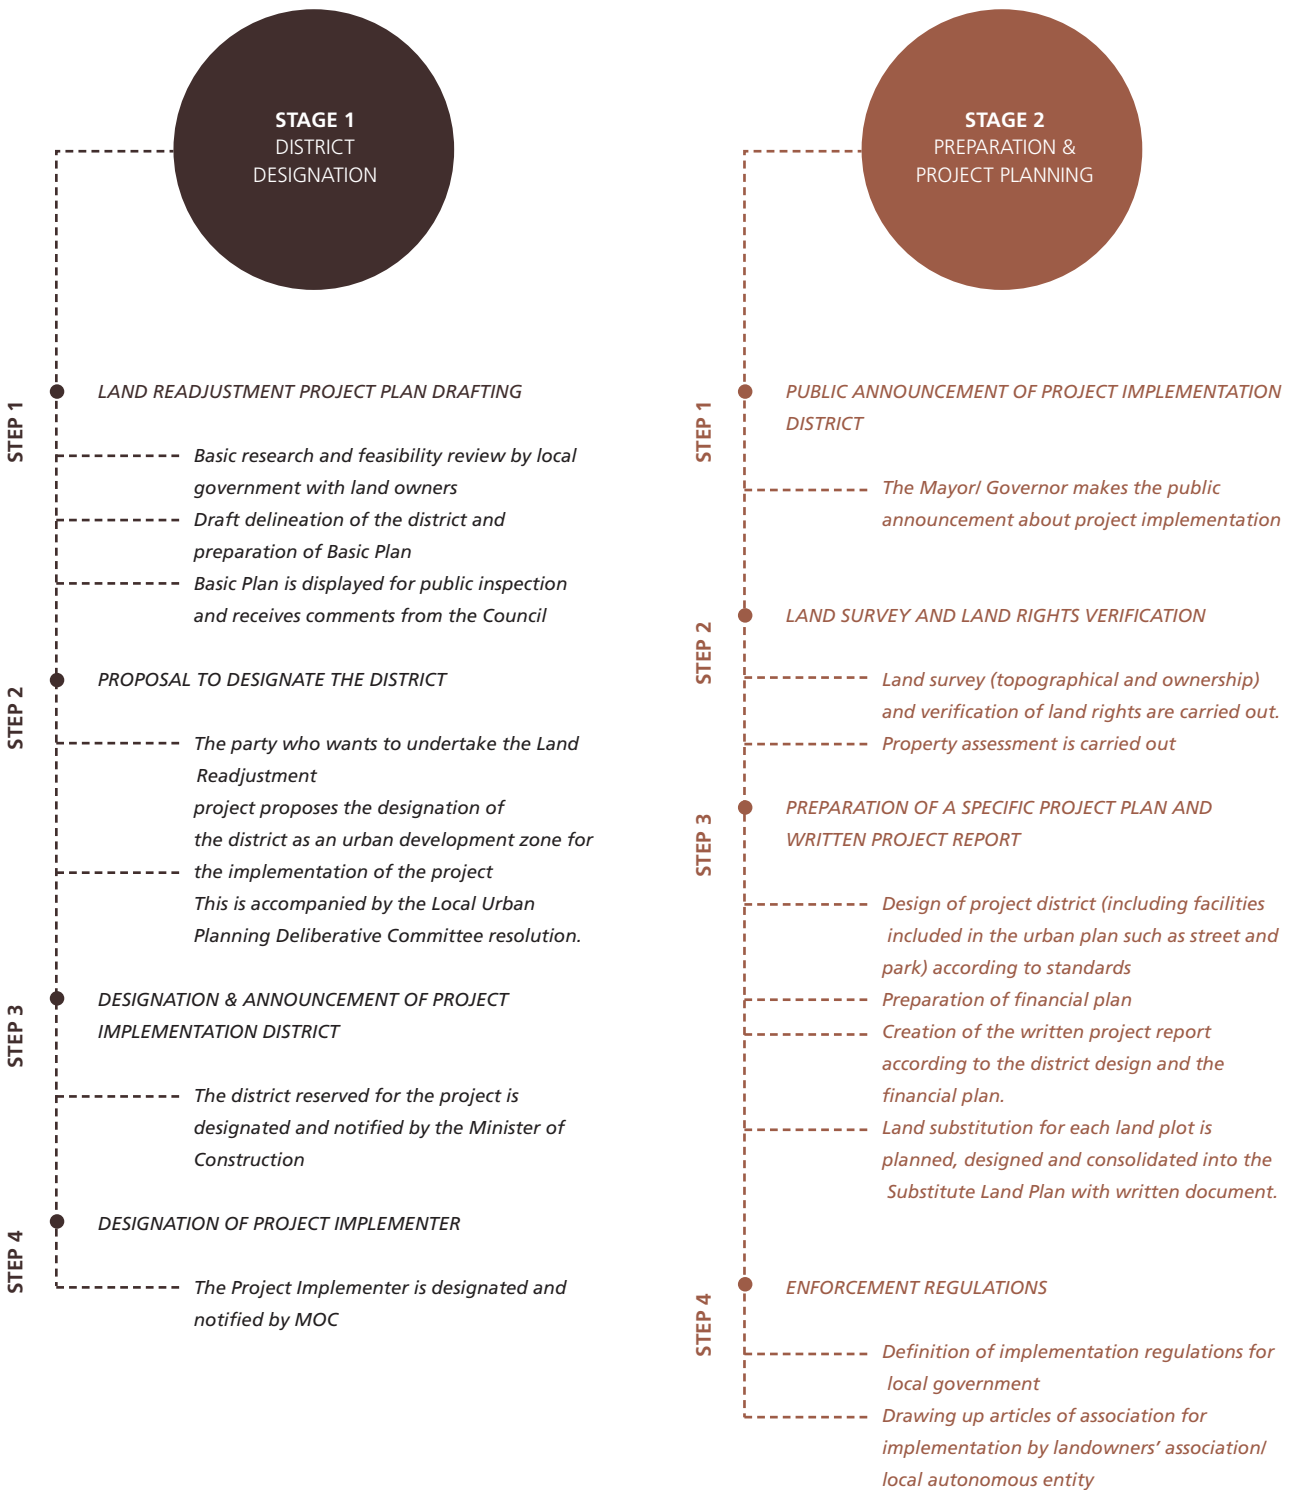 STAGE 1
DISTRICT
DESIGNATION
STEP 1
LAND READJUSTMENT PROJECT PLAN DRAFTING
Basic research and feasibility review by local
government with land owners
Draft delineation of the district and
preparation of Basic Plan
Basic Plan is displayed for public inspection
and receives comments from the Council
STEP 2
PROPOSAL TO DESIGNATE THE DISTRICT
The party who wants to undertake the Land
Readjustment
project proposes the designation of
the district as an urban development zone for
the implementation of the project
This is accompanied by the Local Urban
Planning Deliberative Committee resolution.
STEP 3
DESIGNATION & ANNOUNCEMENT OF PROJECT
IMPLEMENTATION DISTRICT
The district reserved for the project is
designated and notified by the Minister of
Construction
STEP 4
DESIGNATION OF PROJECT IMPLEMENTER
The Project Implementer is designated and
notified by MOC
STAGE 2
PREPARATION &
PROJECT PLANNING
STEP 1
PUBLIC ANNOUNCEMENT OF PROJECT IMPLEMENTATION
DISTRICT
The Mayor/ Governor makes the public
announcement about project implementation
STEP 2
LAND SURVEY AND LAND RIGHTS VERIFICATION
Land survey (topographical and ownership)
and verification of land rights are carried out.
Property assessment is carried out
STEP 3
PREPARATION OF A SPECIFIC PROJECT PLAN AND
WRITTEN PROJECT REPORT
Design of project district (including facilities
included in the urban plan such as street and
park) according to standards
Preparation of financial plan
Creation of the written project report
according to the district design and the
financial plan.
Land substitution for each land plot is
planned, designed and consolidated into the
Substitute Land Plan with written document.
STEP 4
ENFORCEMENT REGULATIONS
Definition of implementation regulations for
local government
Drawing up articles of association for
implementation by landowners’ association/
local autonomous entity